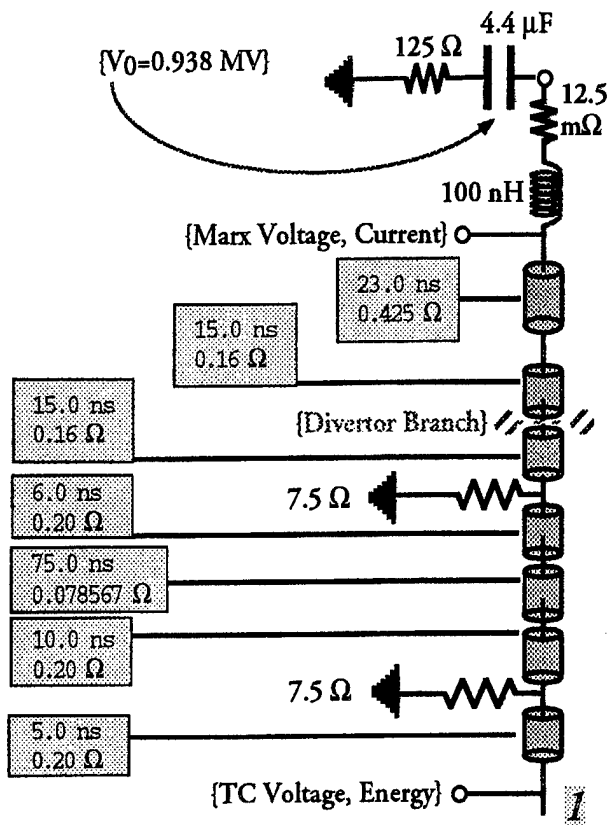 4.4 μF
125 Ω
{V0=0.938 MV}
12.5
mΩ
100 nH
{Marx Voltage, Current}
23.0 ns
0.425 Ω
15.0 ns
0.16 Ω
15.0 ns
0.16 Ω
{Divertor Branch}
6.0 ns
0.20 Ω
7.5 Ω
75.0 ns
0.078567 Ω
10.0 ns
0.20 Ω
7.5 Ω
5.0 ns
0.20 Ω
{TC Voltage, Energy}
1